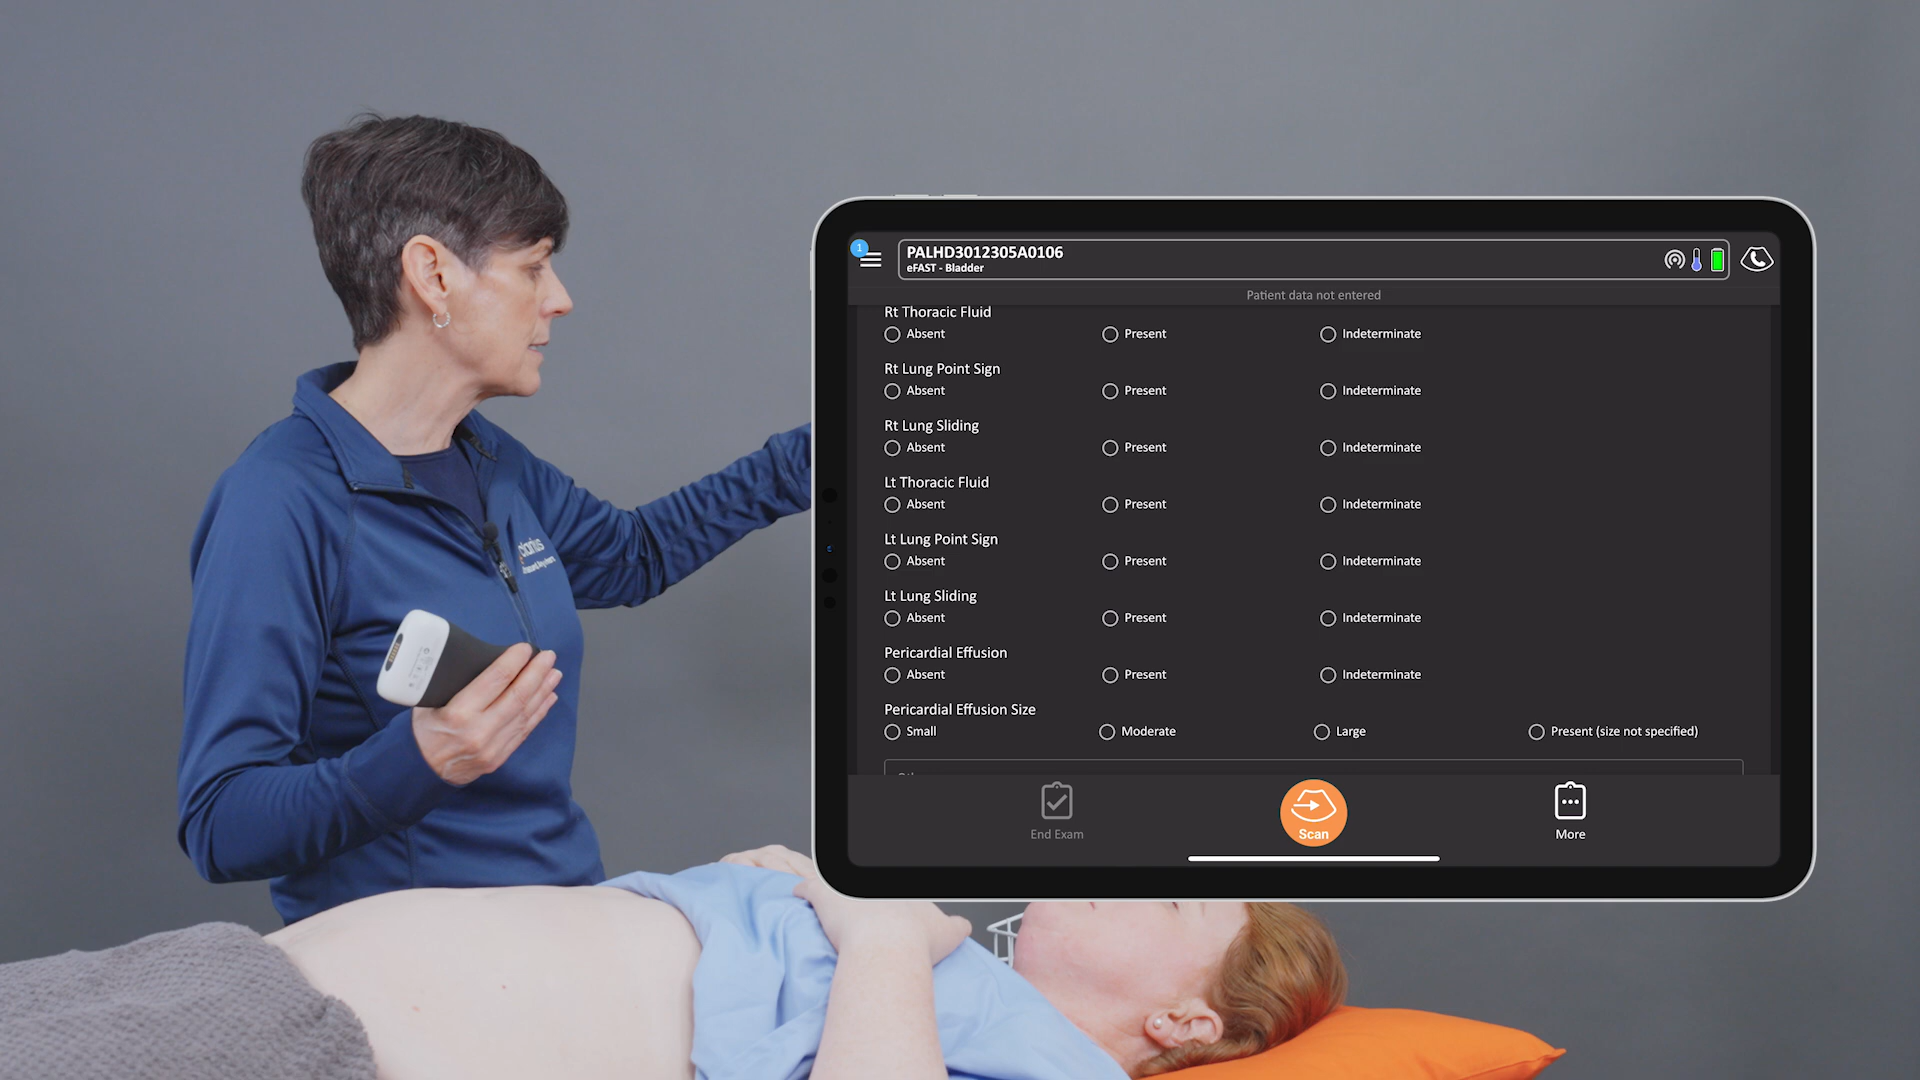 1
PALHD3012305A0106
eFAST - Bladder
Patient data not entered
Rt Thoracic Fluid
Absent Present Indeterminate
Rt Lung Point Sign
Absent Present Indeterminate
Rt Lung Sliding
Absent Present Indeterminate
Lt Thoracic Fluid
Absent Present Indeterminate
Lt Lung Point Sign
Absent Present Indeterminate
Lt Lung Sliding
Absent Present Indeterminate
Pericardial Effusion
Absent Present Indeterminate
Pericardial Effusion Size
Small Moderate Large Present (size not specified)
End Exam Scan More
clarius